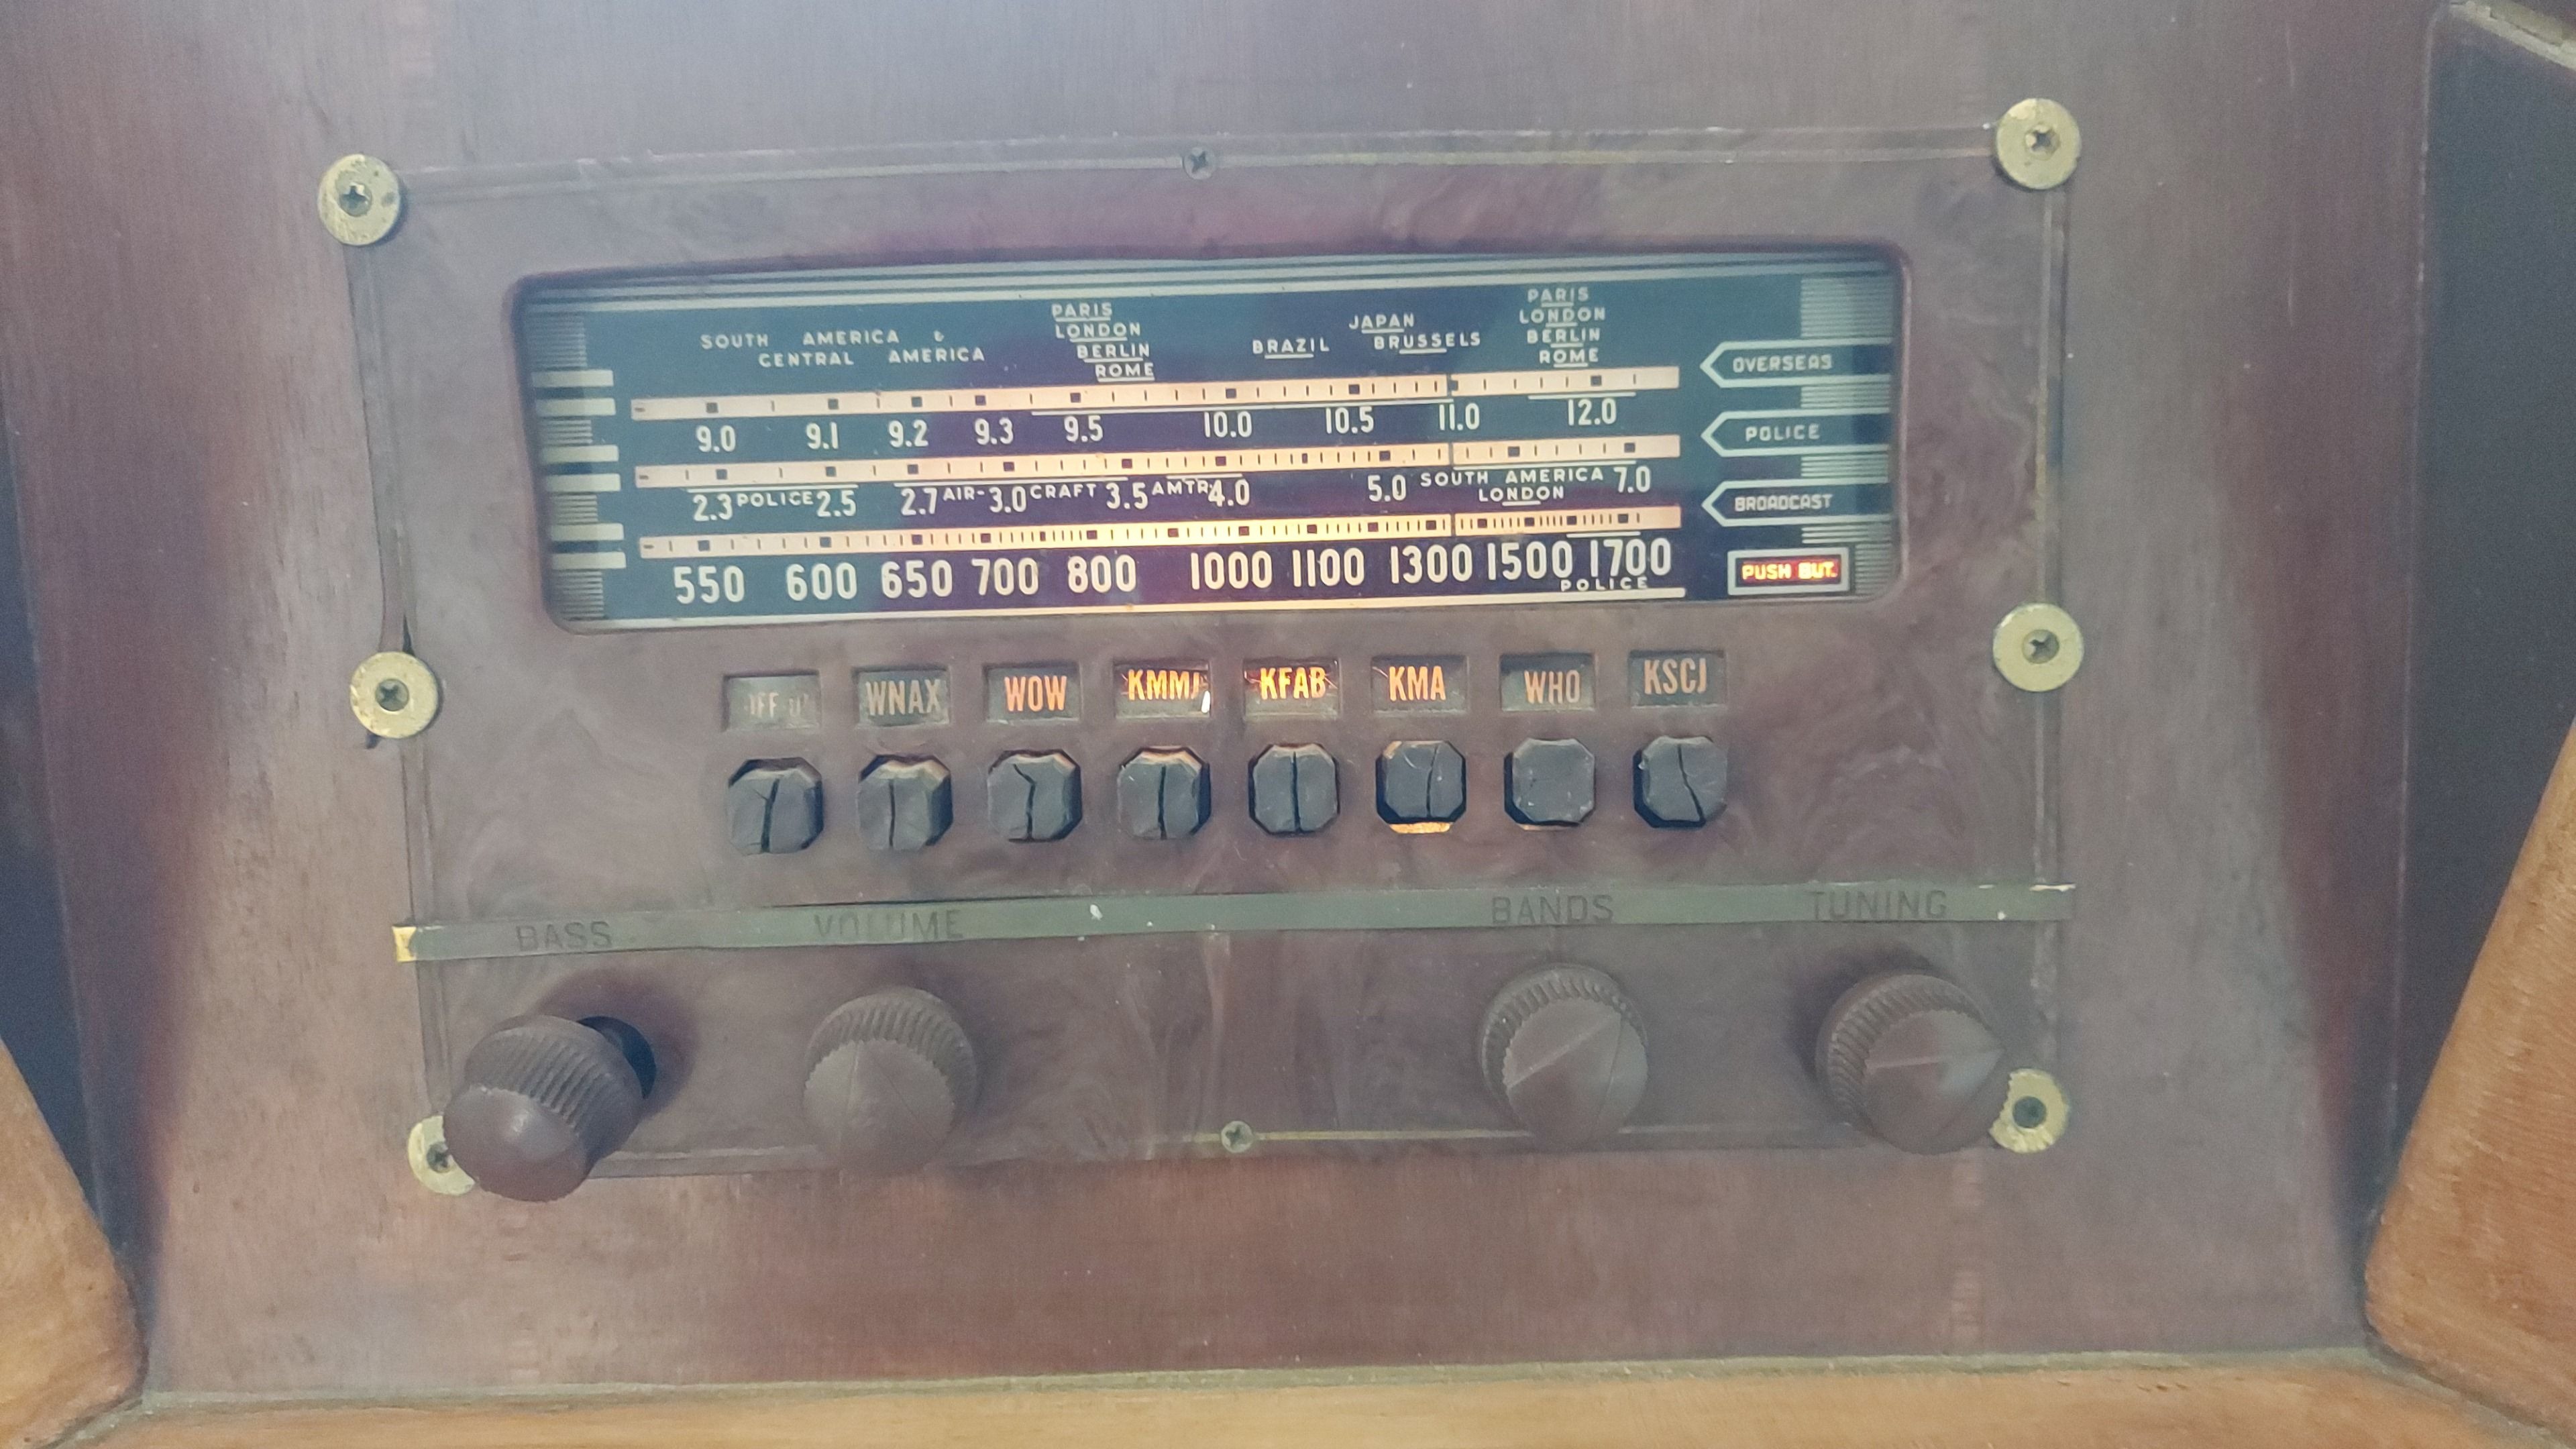 SOUTH AMERICA &
CENTRAL AMERICA
PARIS
LONDON
BERLIN
ROME
BRAZIL
JAPAN
BRUSSELS
PARIS
LONDON
BERLIN
ROME
OVERSEAS
9.0 9.1 9.2 9.3 9.5 10.0 10.5 11.0 12.0
POLICE
2.3 POLICE 2.5 2.7 AIR- 3.0 CRAFT 3.5 AMTR 4.0 5.0 SOUTH AMERICA 7.0
LONDON
BROADCAST
550 600 650 700 800 1000 1100 1300 1500 1700
POLICE
PUSH BUT.
WNAX WOW KMMJ KFAB KMA WHO KSCJ
BASS VOLUME BANDS TUNING